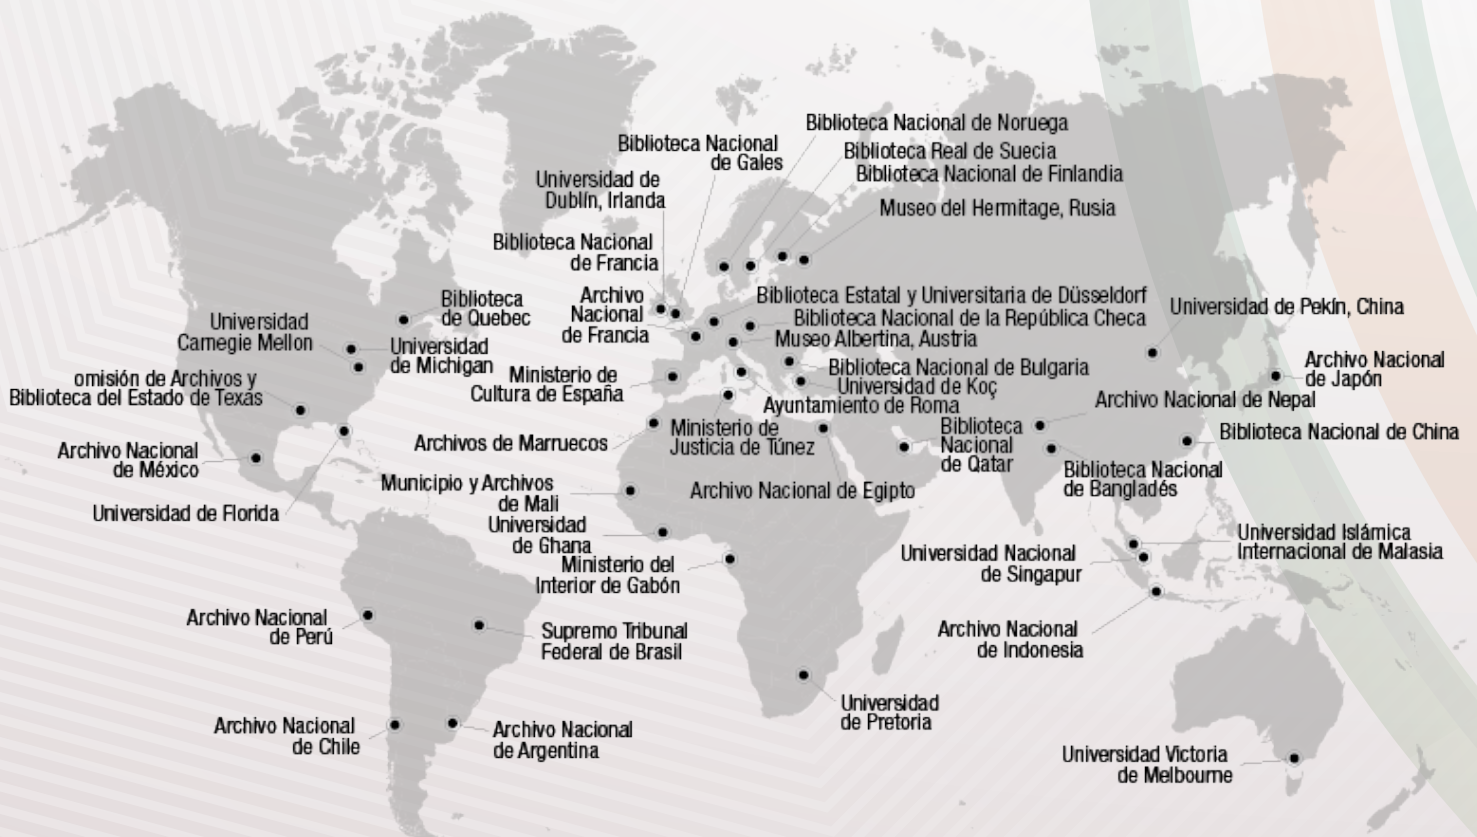 Biblioteca Nacional de Noruega
Biblioteca Nacional
de Gales
Biblioteca Real de Suecia
Biblioteca Nacional de Finlandia
Universidad de
Dublín, Irlanda
Museo del Hermitage, Rusia
Biblioteca Nacional
de Francia
Archivo
Nacional
de Francia
Biblioteca Estatal y Universitaria de Düsseldorf
Biblioteca Nacional de la República Checa
Museo Albertina, Austria
Universidad de Pekín, China
Biblioteca
de Quebec
Universidad
Carnegie Mellon
Universidad
de Michigan
omisión de Archivos y
Biblioteca del Estado de Texas
Ministerio de
Cultura de España
Biblioteca Nacional de Bulgaria
Universidad de Koç
Ayuntamiento de Roma
Archivo Nacional
de Japón
Archivo Nacional de Nepal
Archivos de Marruecos
Ministerio de
Justicia de Túnez
Biblioteca
Nacional
de Qatar
Biblioteca Nacional de China
Archivo Nacional
de México
Biblioteca Nacional
de Bangladés
Municipio y Archivos
de Mali
Archivo Nacional de Egipto
Universidad de Florida
Universidad
de Ghana
Ministerio del
Interior de Gabón
Universidad Nacional
de Singapur
Universidad Islámica
Internacional de Malasia
Archivo Nacional
de Perú
Supremo Tribunal
Federal de Brasil
Archivo Nacional
de Indonesia
Universidad
de Pretoria
Archivo Nacional
de Chile
Archivo Nacional
de Argentina
Universidad Victoria
de Melbourne